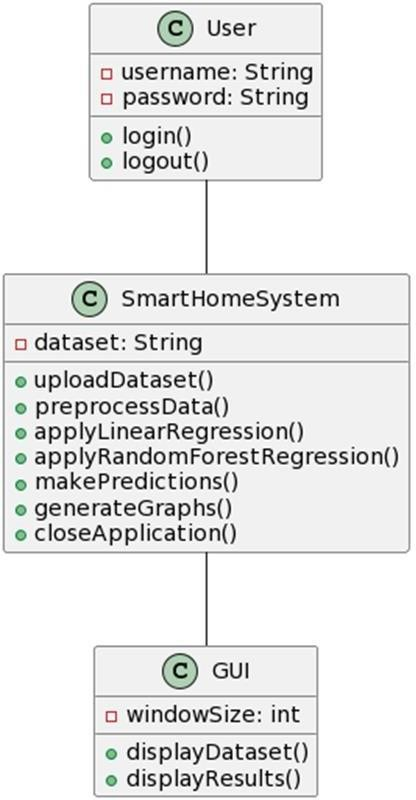 C User
username: String
password: String
login()
logout()
C SmartHomeSystem
dataset: String
uploadDataset()
preprocessData()
applyLinearRegression()
applyRandomForestRegression()
makePredictions()
generateGraphs()
closeApplication()
C GUI
windowSize: int
displayDataset()
displayResults()